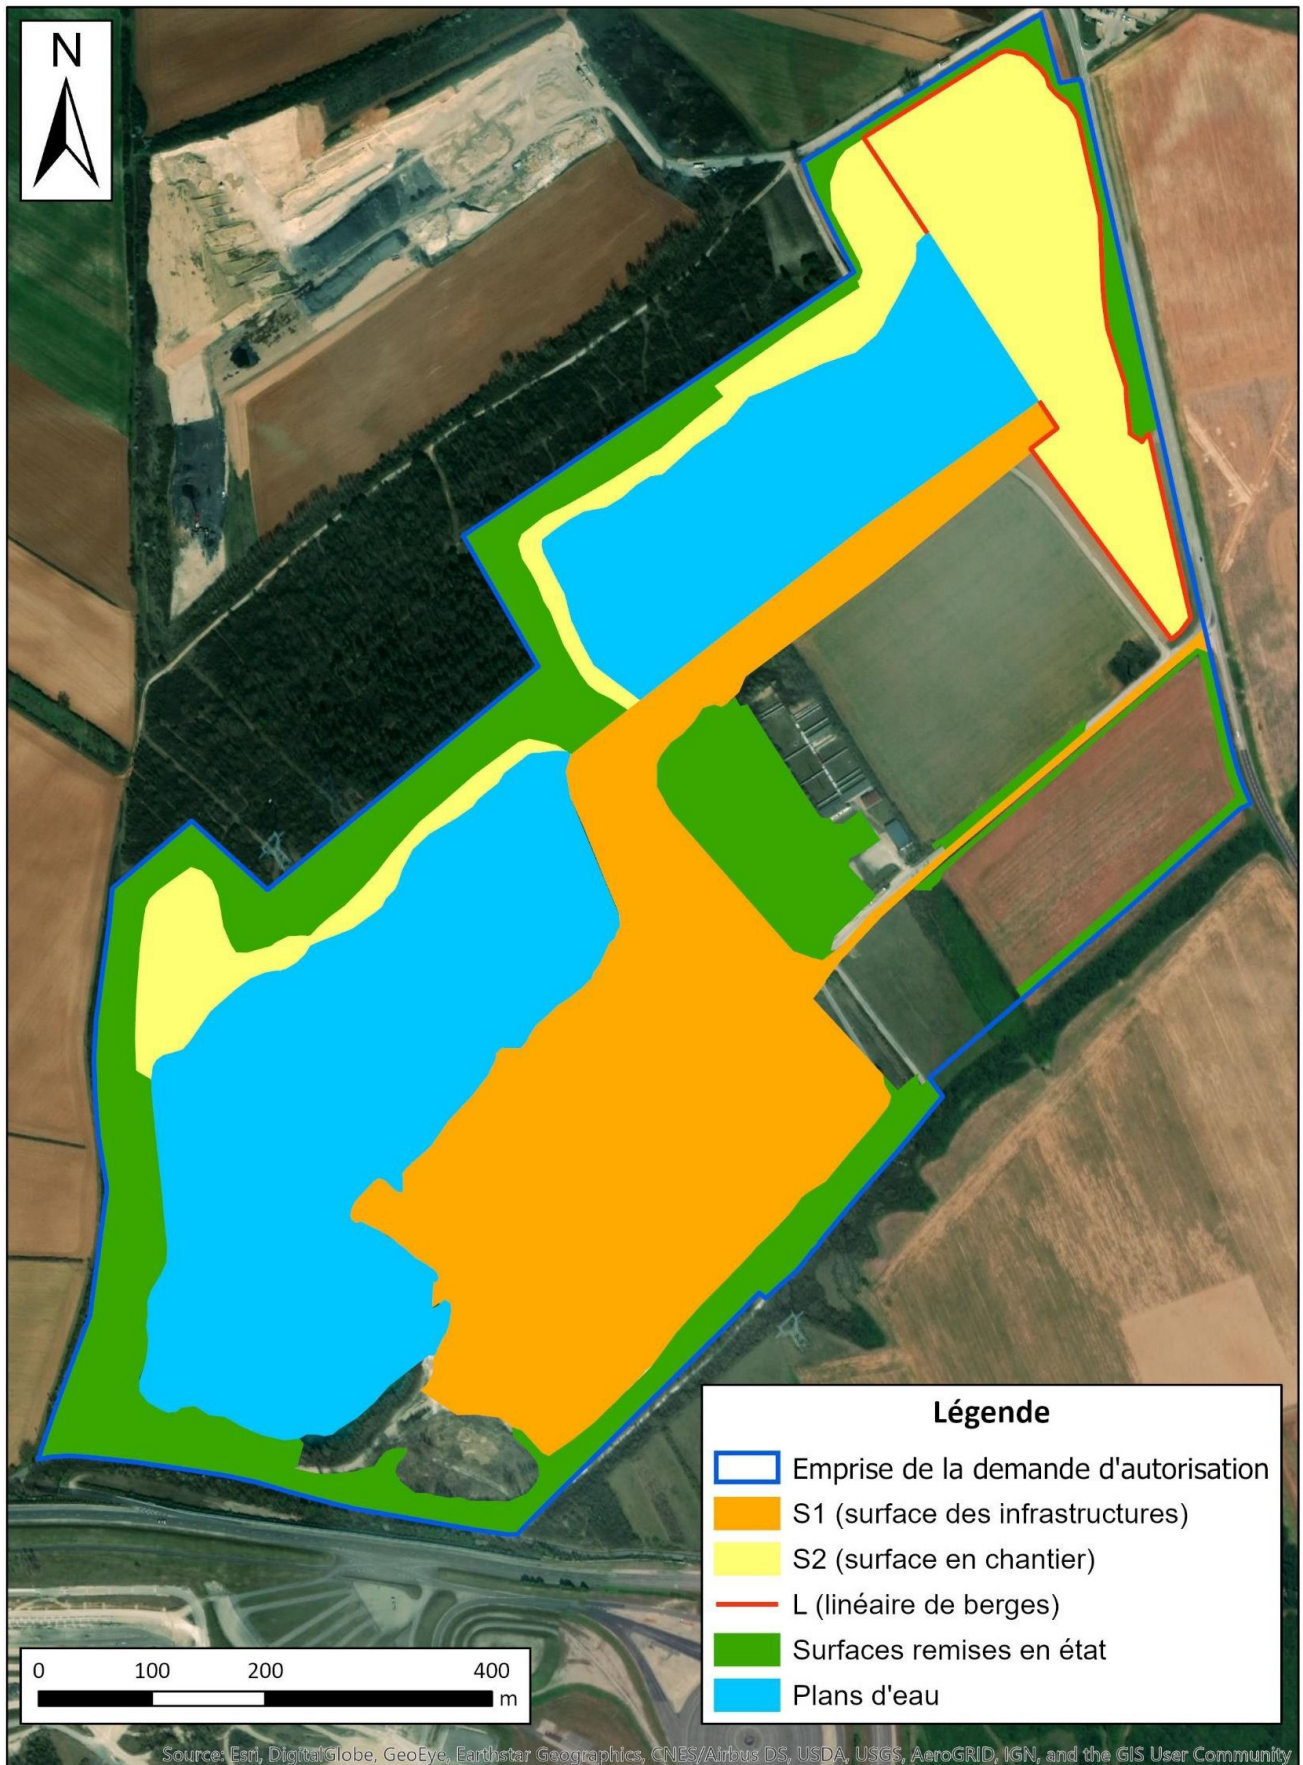 N
Légende
Emprise de la demande d'autorisation
S1 (surface des infrastructures)
S2 (surface en chantier)
L (linéaire de berges)
Surfaces remises en état
Plans d'eau
0 100 200 400
m
Source: Esri, DigitalGlobe, GeoEye, Earthstar Geographics, CNES/Airbus DS, USDA, USGS, AeroGRID, IGN, and the GIS User Community